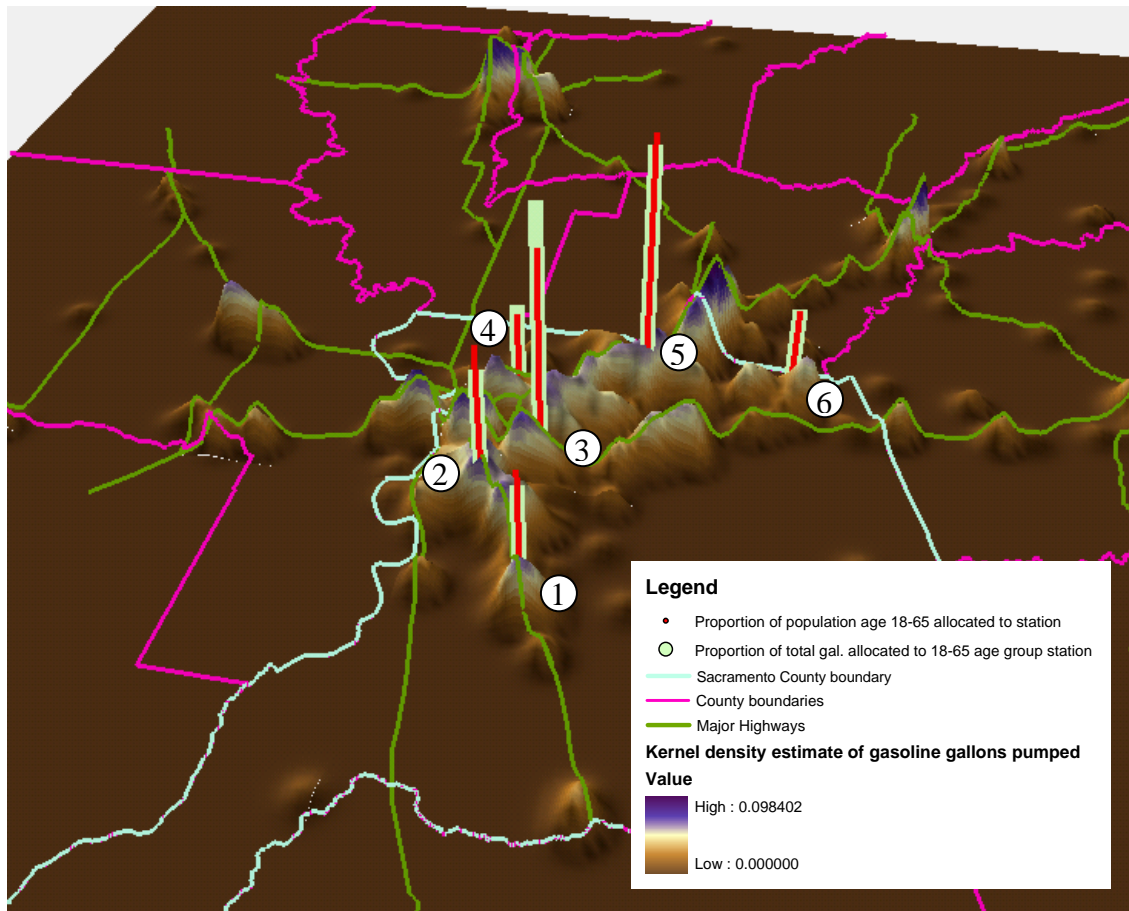 4
5
6
3
2
1
Legend
Proportion of population age 18-65 allocated to station
Proportion of total gal. allocated to 18-65 age group station
Sacramento County boundary
County boundaries
Major Highways
Kernel density estimate of gasoline gallons pumped
Value
High : 0.098402
Low : 0.000000